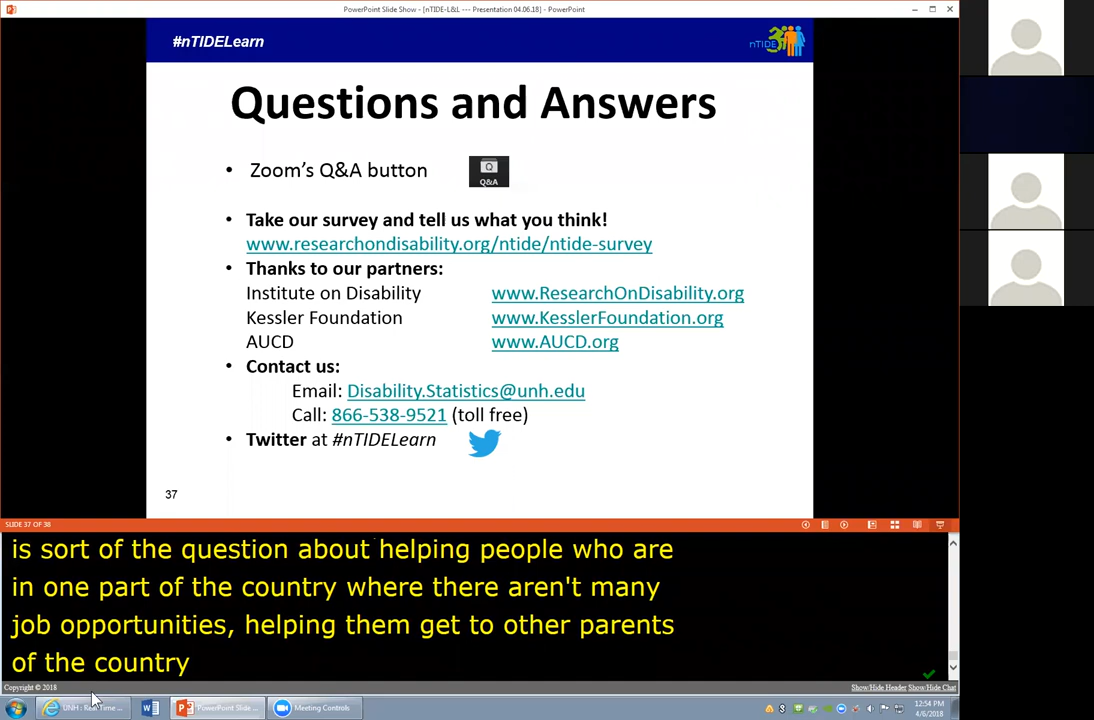 PowerPoint Slide Show - [nTIDE-L&L --- Presentation 04.06.18] - PowerPoint
#nTIDELearn
nTIDE
Questions and Answers
• Zoom's Q&A button
Q
Q&A
• Take our survey and tell us what you think!
www.researchondisability.org/ntide/ntide-survey
• Thanks to our partners:
Institute on Disability www.ResearchOnDisability.org
Kessler Foundation www.KesslerFoundation.org
AUCD www.AUCD.org
• Contact us:
Email: Disability.Statistics@unh.edu
Call: 866-538-9521 (toll free)
• Twitter at #nTIDELearn
37
SLIDE 37 OF 38
is sort of the question about helping people who are
in one part of the country where there aren't many
job opportunities, helping them get to other parents
of the country
Copyright © 2018
Show/Hide Header Show/Hide Chat
UNH : Real Time ...
PowerPoint Slide ...
Meeting Controls
12:54 PM
4/6/2018